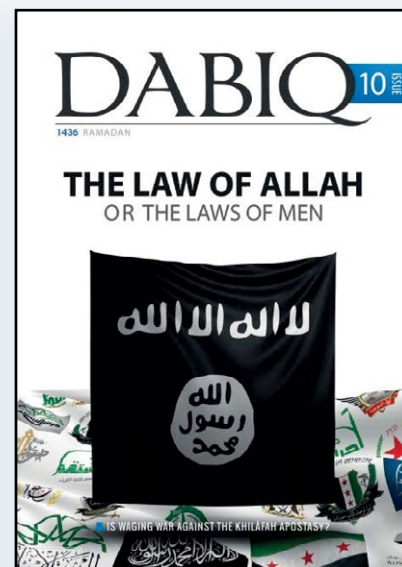 DABIQ
10 ISSUE
1436 RAMADAN
THE LAW OF ALLAH
OR THE LAWS OF MEN
لا اله الا الله
الله
رسول
محمد
IS WAGING WAR AGAINST THE KHILĀFAH APOSTASY?